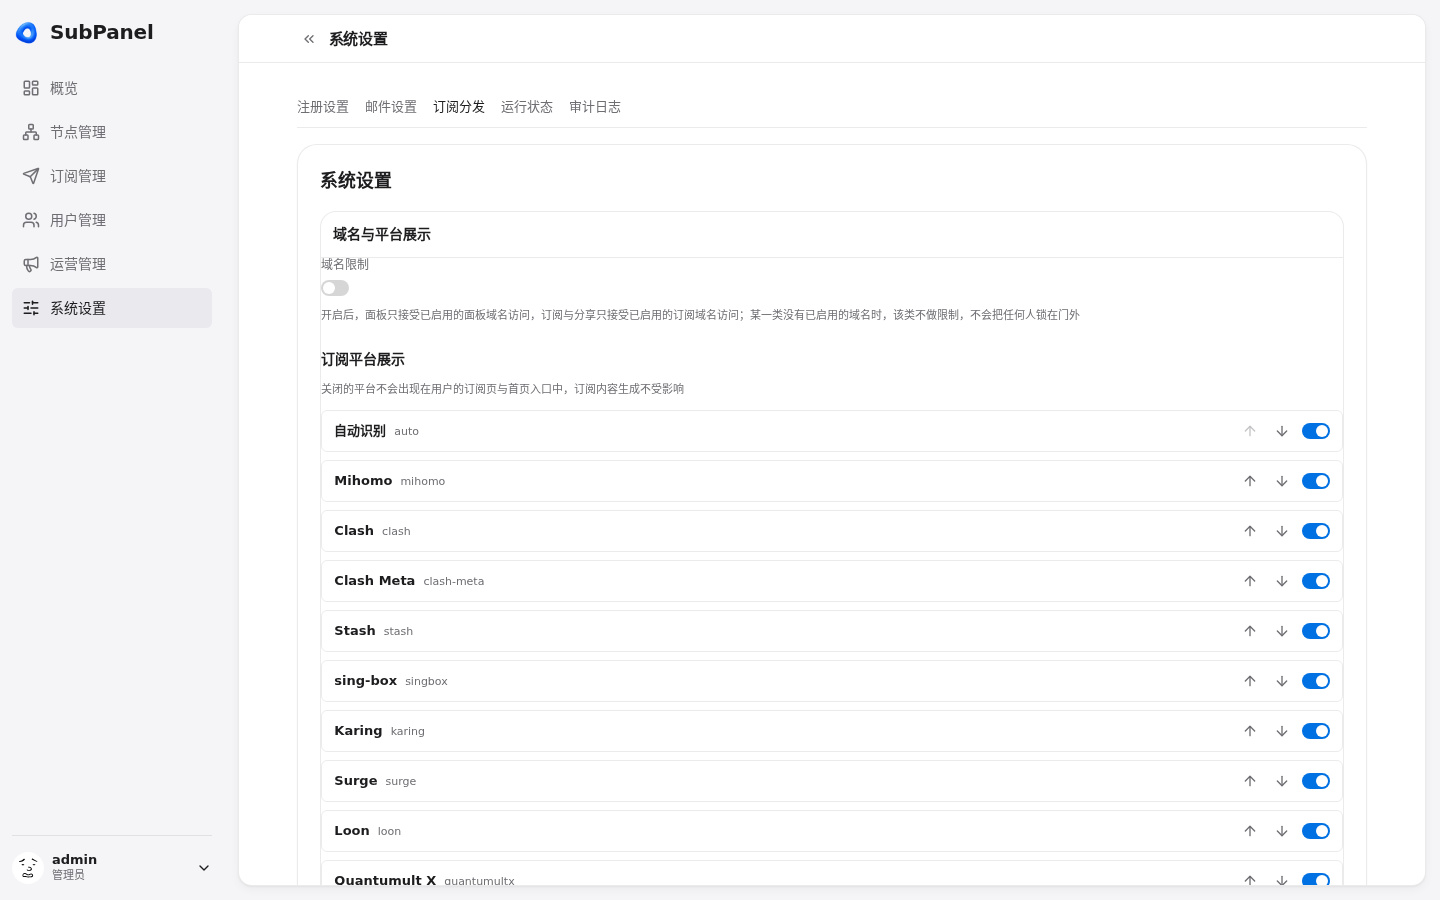 SubPanel
概览
节点管理
订阅管理
用户管理
运营管理
系统设置
admin
管理员
系统设置
注册设置 邮件设置 订阅分发 运行状态 审计日志
系统设置
域名与平台展示
域名限制
开启后，面板只接受已启用的面板域名访问，订阅与分享只接受已启用的订阅域名访问；某一类没有已启用的域名时，该类不做限制，不会把任何人锁在门外
订阅平台展示
关闭的平台不会出现在用户的订阅页与首页入口中，订阅内容生成不受影响
自动识别 auto
Mihomo mihomo
Clash clash
Clash Meta clash-meta
Stash stash
sing-box singbox
Karing karing
Surge surge
Loon loon
Quantumult X quantumultx